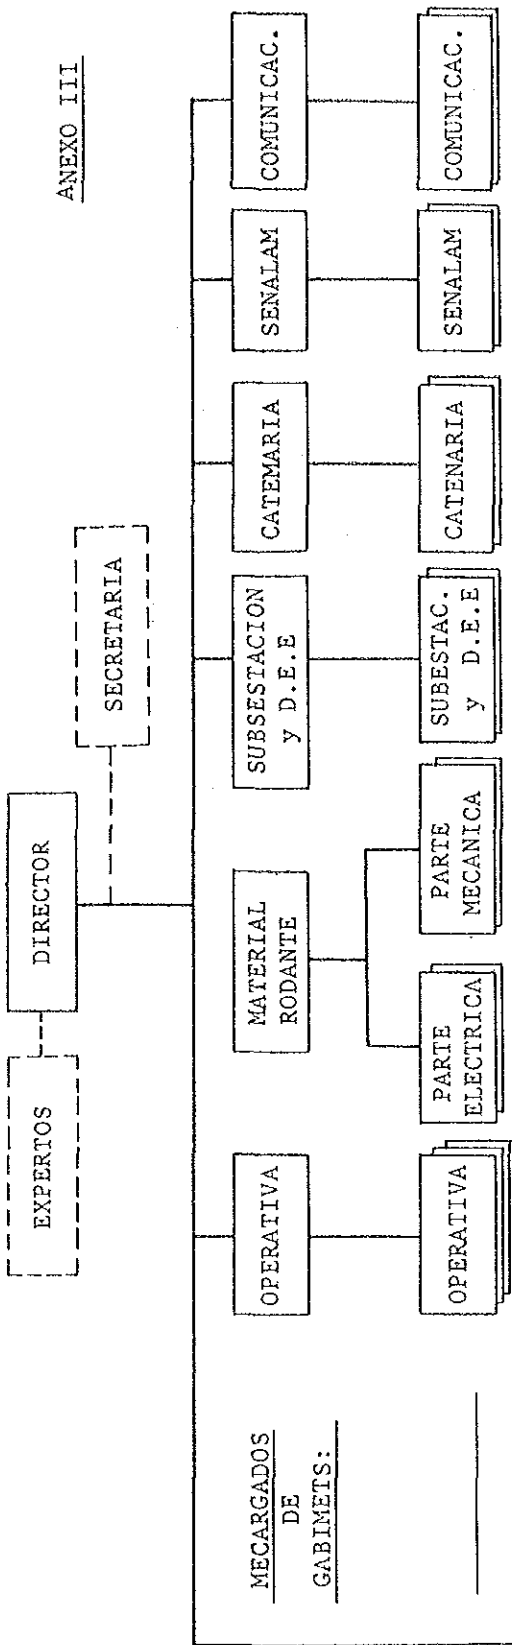 ANEXO III
EXPERTOS
DIRECTOR
SECRETARIA
MECARGADOS
DE
GABIMETS:
OPERATIVA
MATERIAL
RODANTE
SUBSESTACION
y D.E.E
CATEMARIA
SENALAM
COMUNICAC.
OPERATIVA
PARTE
ELECTRICA
PARTE
MECANICA
SUBESTAC.
y D.E.E
CATENARIA
SENALAM
COMUNICAC.